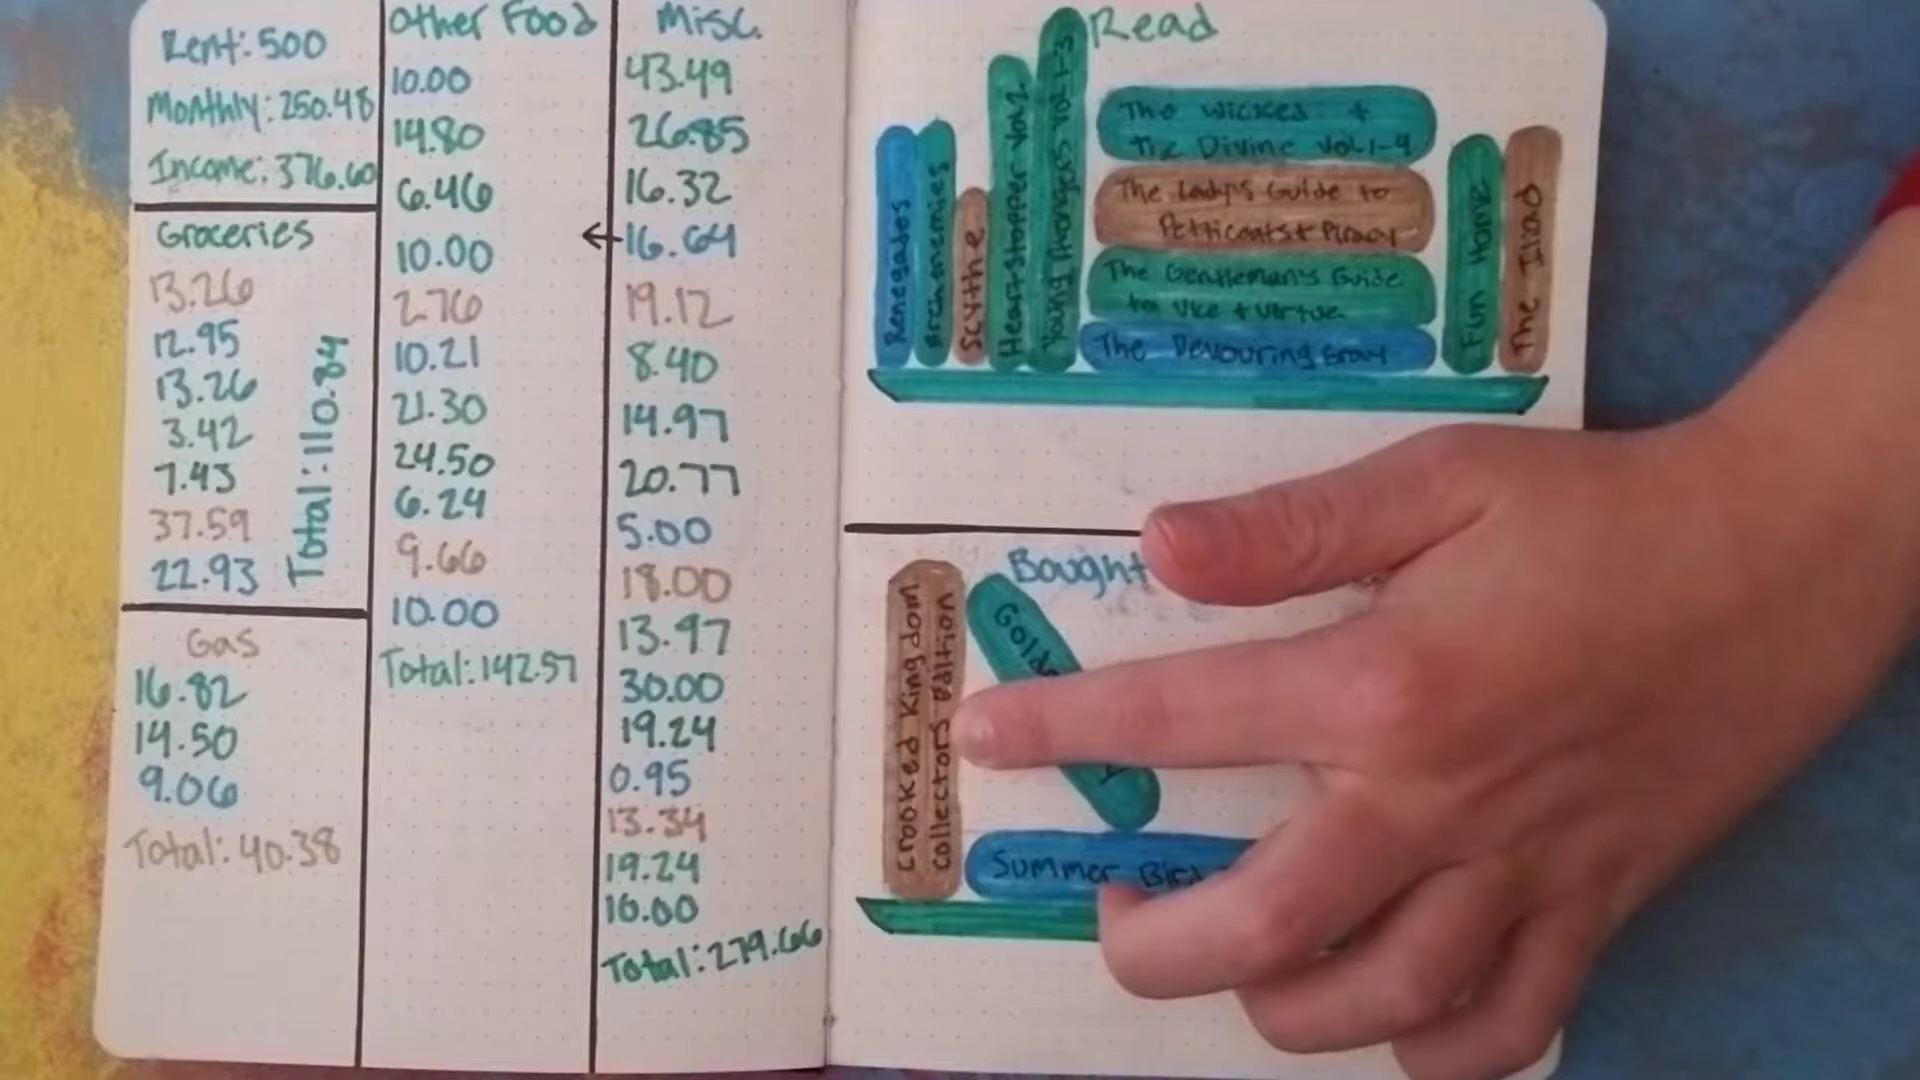 Rent: 500
Monthly: 250.48
Income: 376.60
Groceries
13.26
12.95
13.26
3.42
7.43
37.59
22.93
Total: 110.84
Gas
16.82
14.50
9.06
Total: 40.38
Other Food
10.00
14.80
6.46
10.00
2.76
10.21
21.30
24.50
6.24
9.66
10.00
Total: 142.57
Misc.
43.49
26.85
16.32
16.64
19.12
8.40
14.97
20.77
5.00
18.00
13.97
30.00
19.24
0.95
13.34
19.24
10.00
Total: 279.66
Read
Renegades
Archenemies
Scythe
Heartstopper Vol 2
Young Avengers Vol. 1-3
The Wicked +
the Divine Vol. 1-4
The Lady's Guide to
Petticoats + Piracy
The Gentleman's Guide
to Vice + Virtue
The Devouring Gray
Fun Home
The Iliad
Bought
Crooked Kingdom
Collectors Edition
Summer